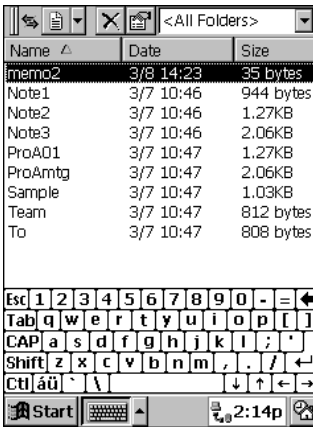 <All Folders>
Name Date Size
memo2 3/8 14:23 35 bytes
Note1 3/7 10:46 944 bytes
Note2 3/7 10:46 1.27KB
Note3 3/7 10:46 2.06KB
ProA01 3/7 10:47 1.27KB
ProAmtg 3/7 10:47 2.06KB
Sample 3/7 10:47 1.03KB
Team 3/7 10:47 812 bytes
To 3/7 10:47 808 bytes
Esc 1 2 3 4 5 6 7 8 9 0 - =
Tab q w e r t y u i o p [ ]
CAP a s d f g h j k l ; '
Shift z x c v b n m , . /
Ctl áü ` \
Start 2:14p